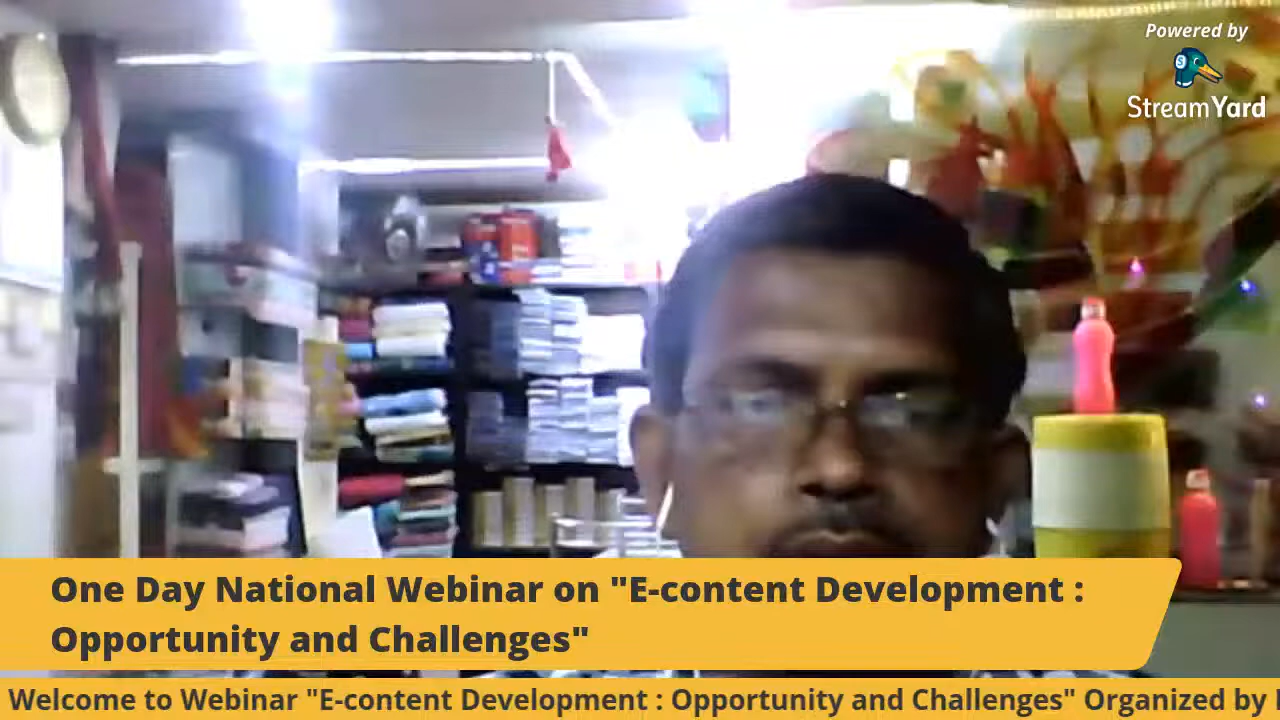 Powered by
StreamYard
One Day National Webinar on "E-content Development :
Opportunity and Challenges"
Welcome to Webinar "E-content Development : Opportunity and Challenges" Organized by